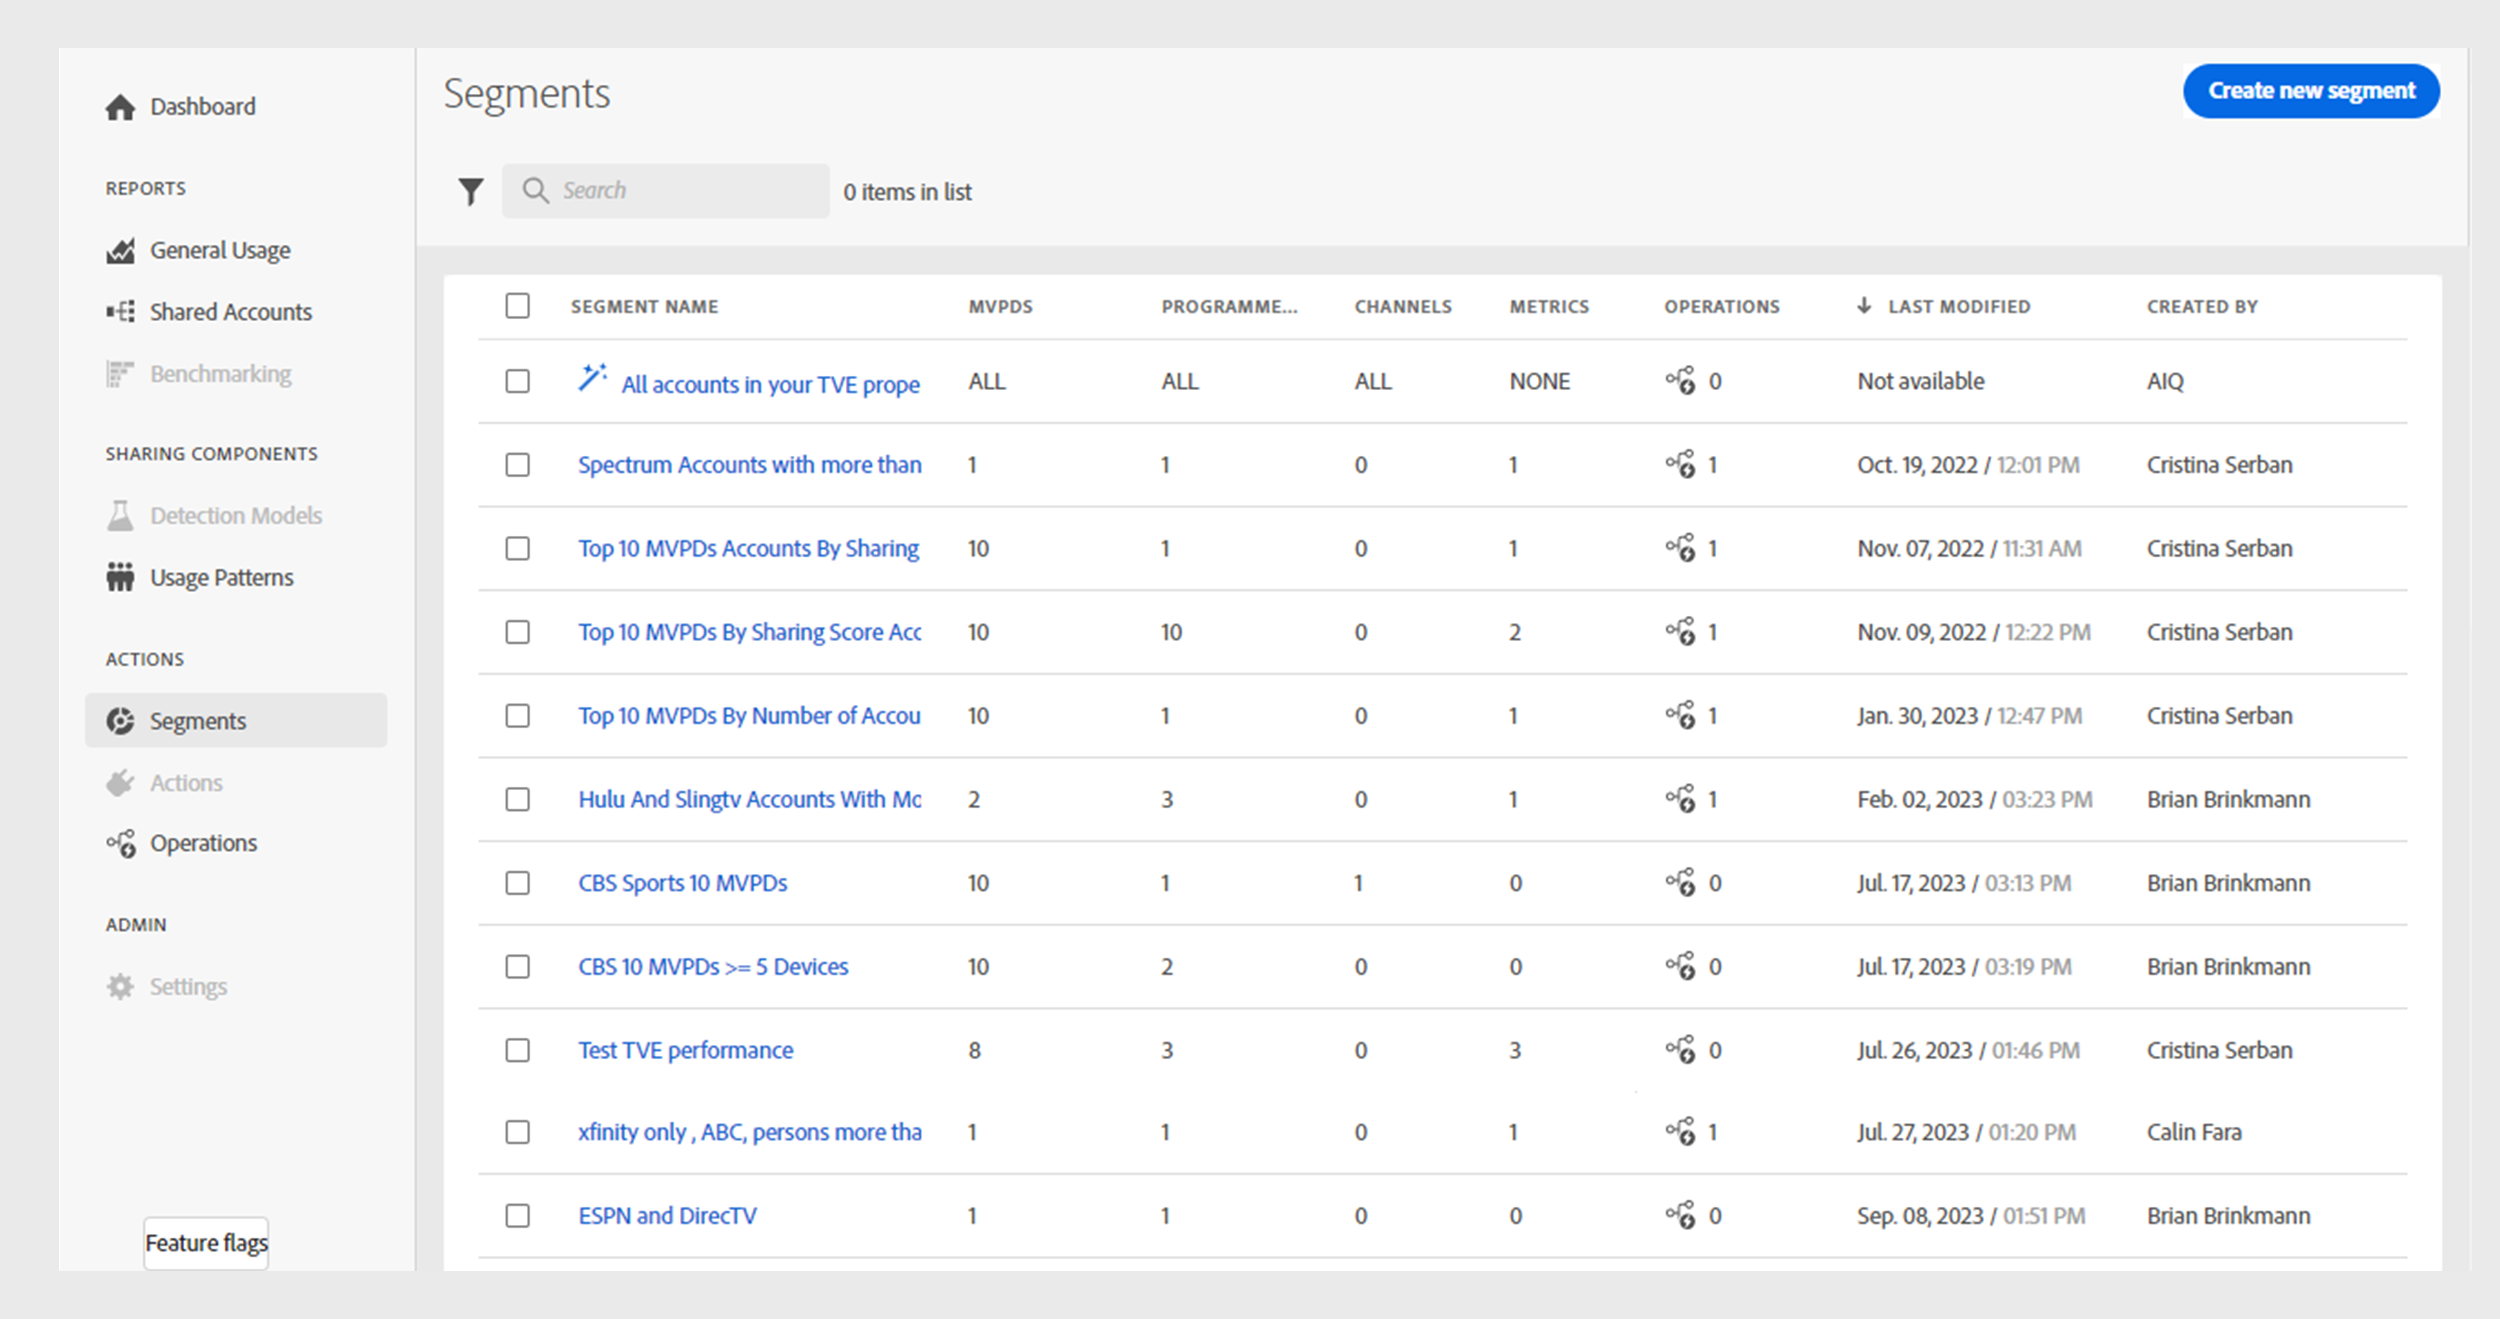 Dashboard
REPORTS
General Usage
Shared Accounts
Benchmarking
SHARING COMPONENTS
Detection Models
Usage Patterns
ACTIONS
Segments
Actions
Operations
ADMIN
Settings
Feature flags
Segments
Create new segment
Search
0 items in list
SEGMENT NAME MVPDS PROGRAMME... CHANNELS METRICS OPERATIONS LAST MODIFIED CREATED BY
All accounts in your TVE prope ALL ALL ALL NONE 0 Not available AIQ
Spectrum Accounts with more than 1 1 0 1 1 Oct. 19, 2022 / 12:01 PM Cristina Serban
Top 10 MVPDs Accounts By Sharing 10 1 0 1 1 Nov. 07, 2022 / 11:31 AM Cristina Serban
Top 10 MVPDs By Sharing Score Acc 10 10 0 2 1 Nov. 09, 2022 / 12:22 PM Cristina Serban
Top 10 MVPDs By Number of Accou 10 1 0 1 1 Jan. 30, 2023 / 12:47 PM Cristina Serban
Hulu And Slingtv Accounts With Mo 2 3 0 1 1 Feb. 02, 2023 / 03:23 PM Brian Brinkmann
CBS Sports 10 MVPDs 10 1 1 0 0 Jul. 17, 2023 / 03:13 PM Brian Brinkmann
CBS 10 MVPDs >= 5 Devices 10 2 0 0 0 Jul. 17, 2023 / 03:19 PM Brian Brinkmann
Test TVE performance 8 3 0 3 0 Jul. 26, 2023 / 01:46 PM Cristina Serban
xfinity only , ABC, persons more tha 1 1 0 1 1 Jul. 27, 2023 / 01:20 PM Calin Fara
ESPN and DirecTV 1 1 0 0 0 Sep. 08, 2023 / 01:51 PM Brian Brinkmann